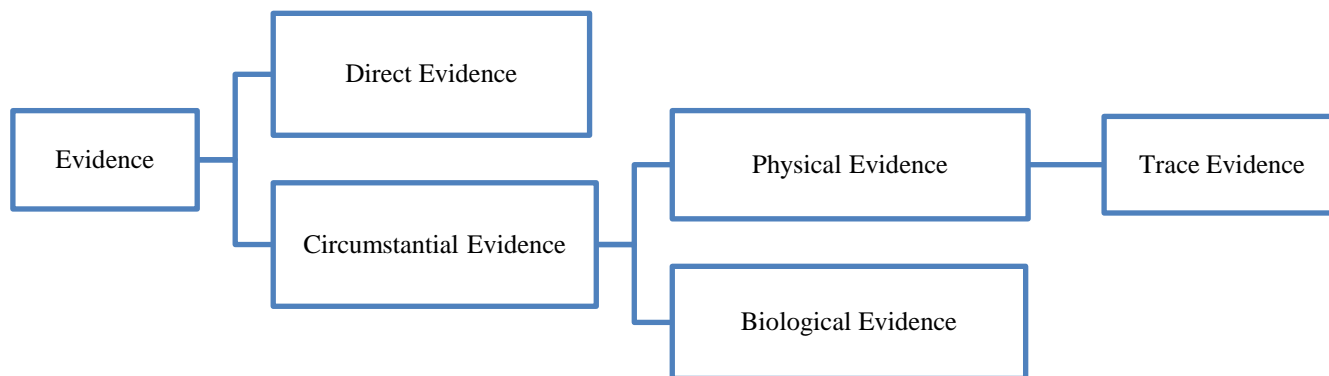 Evidence
Direct Evidence
Circumstantial Evidence
Physical Evidence
Biological Evidence
Trace Evidence